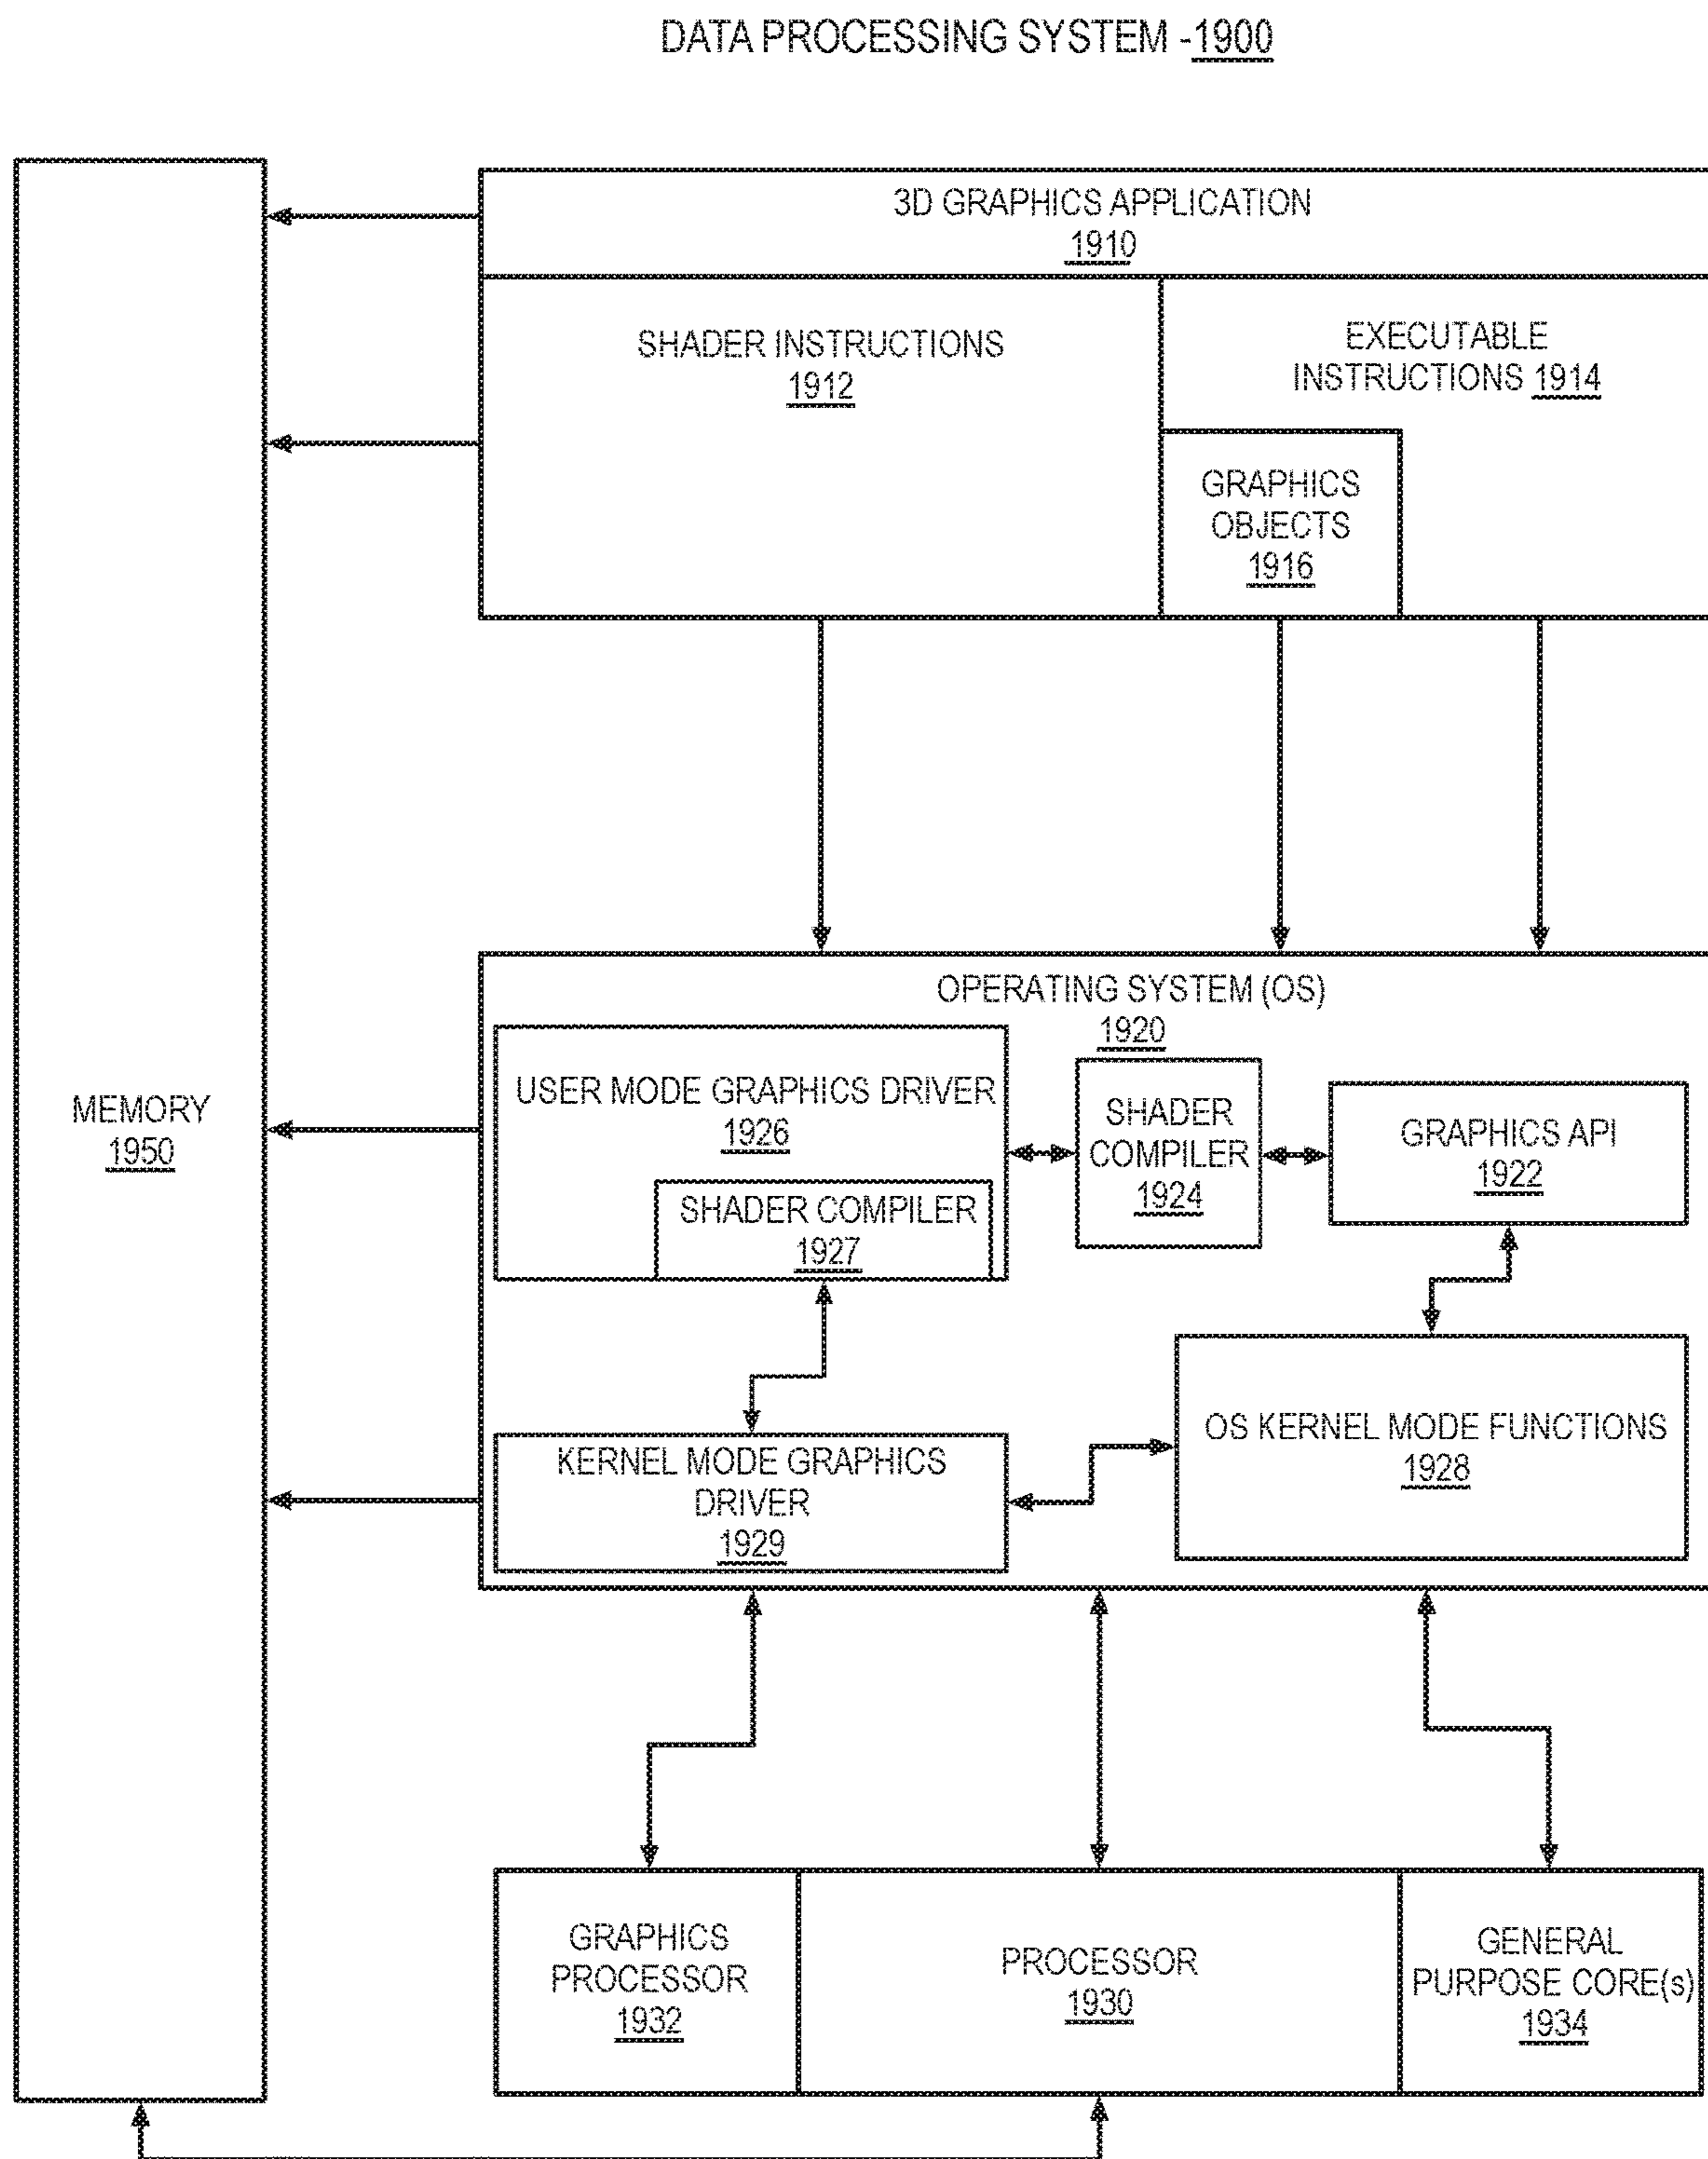 DATA PROCESSING SYSTEM -1900
3D GRAPHICS APPLICATION
1910
SHADER INSTRUCTIONS
1912
EXECUTABLE
INSTRUCTIONS 1914
GRAPHICS
OBJECTS
1916
MEMORY
1950
OPERATING SYSTEM (OS)
1920
USER MODE GRAPHICS DRIVER
1926
SHADER COMPILER
1927
SHADER
COMPILER
1924
GRAPHICS API
1922
KERNEL MODE GRAPHICS
DRIVER
1929
OS KERNEL MODE FUNCTIONS
1928
GRAPHICS
PROCESSOR
1932
PROCESSOR
1930
GENERAL
PURPOSE CORE(s)
1934